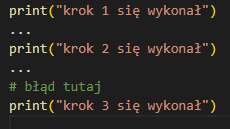 print("krok 1 się wykonał")
...
print("krok 2 się wykonał")
...
# błąd tutaj
print("krok 3 się wykonał")